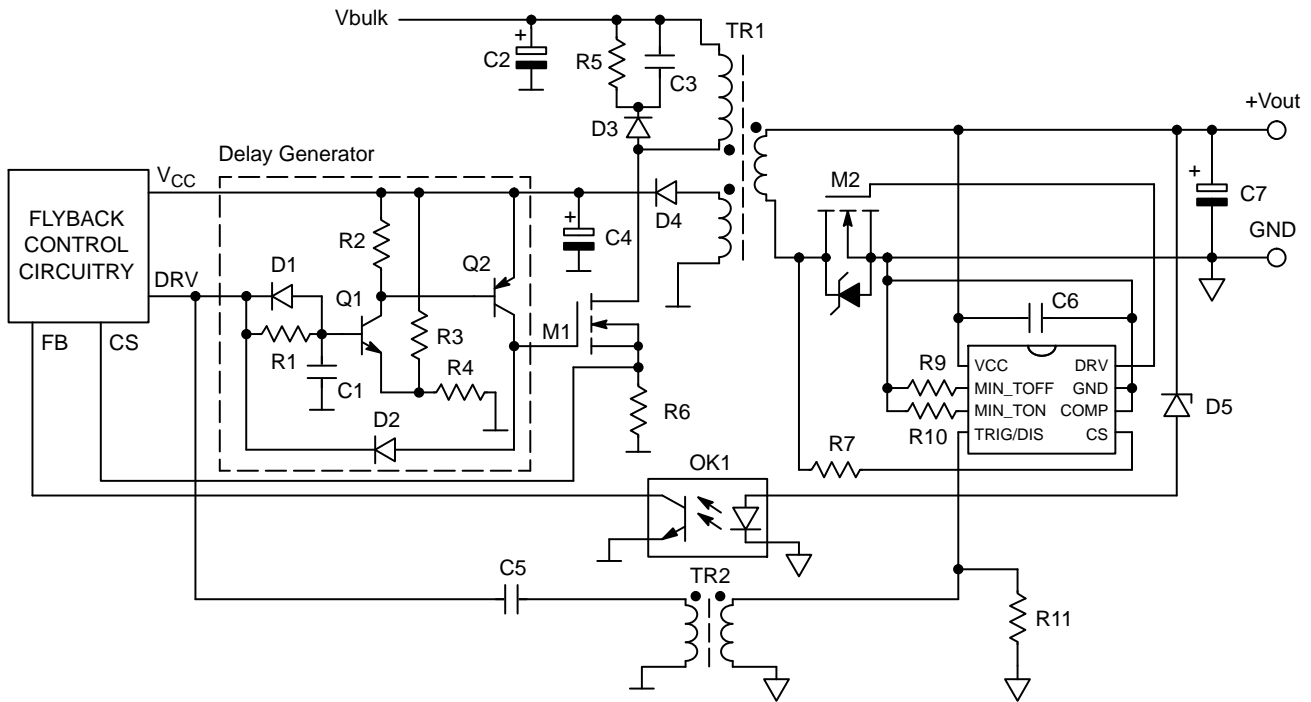 Vbulk
TR1
C2
R5
C3
+
D3
+Vout
Delay Generator
VCC
FLYBACK
CONTROL
CIRCUITRY
DRV
FB
CS
D1
R1
C1
D2
R2
Q1
R3
R4
Q2
+
C4
D4
M1
R6
M2
+
C7
GND
C6
R9
R10
R7
VCC
MIN_TOFF
MIN_TON
TRIG/DIS
DRV
GND
COMP
CS
D5
OK1
C5
TR2
R11